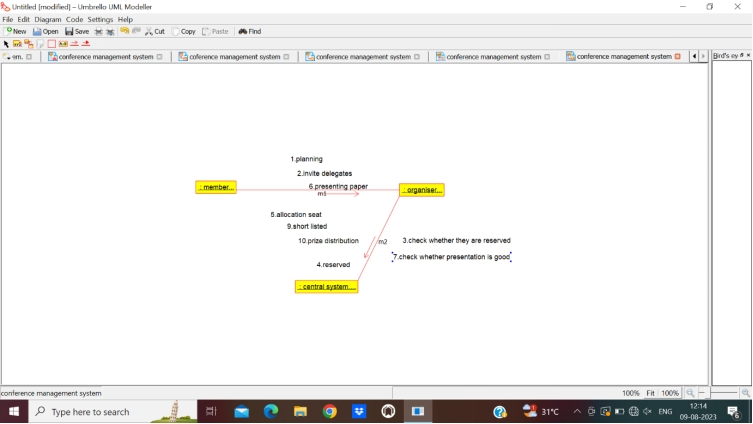 Untitled [modified] – Umbrello UML Modeller
File Edit Diagram Code Settings Help
New Open Save Cut Copy Paste Find
em. conference management system coference management system conference management system conference management system conference management system Bird's ey
1.planning
2.invite delegates
6.presenting paper
: member... m1 : organiser...
5.allocation seat
9.short listed
10.prize distribution m2 3.check whether they are reserved
7.check whether presentation is good
4.reserved
: central system....
conference management system 100% Fit 100%
Type here to search 31°C ENG 12:14
09-08-2023 6